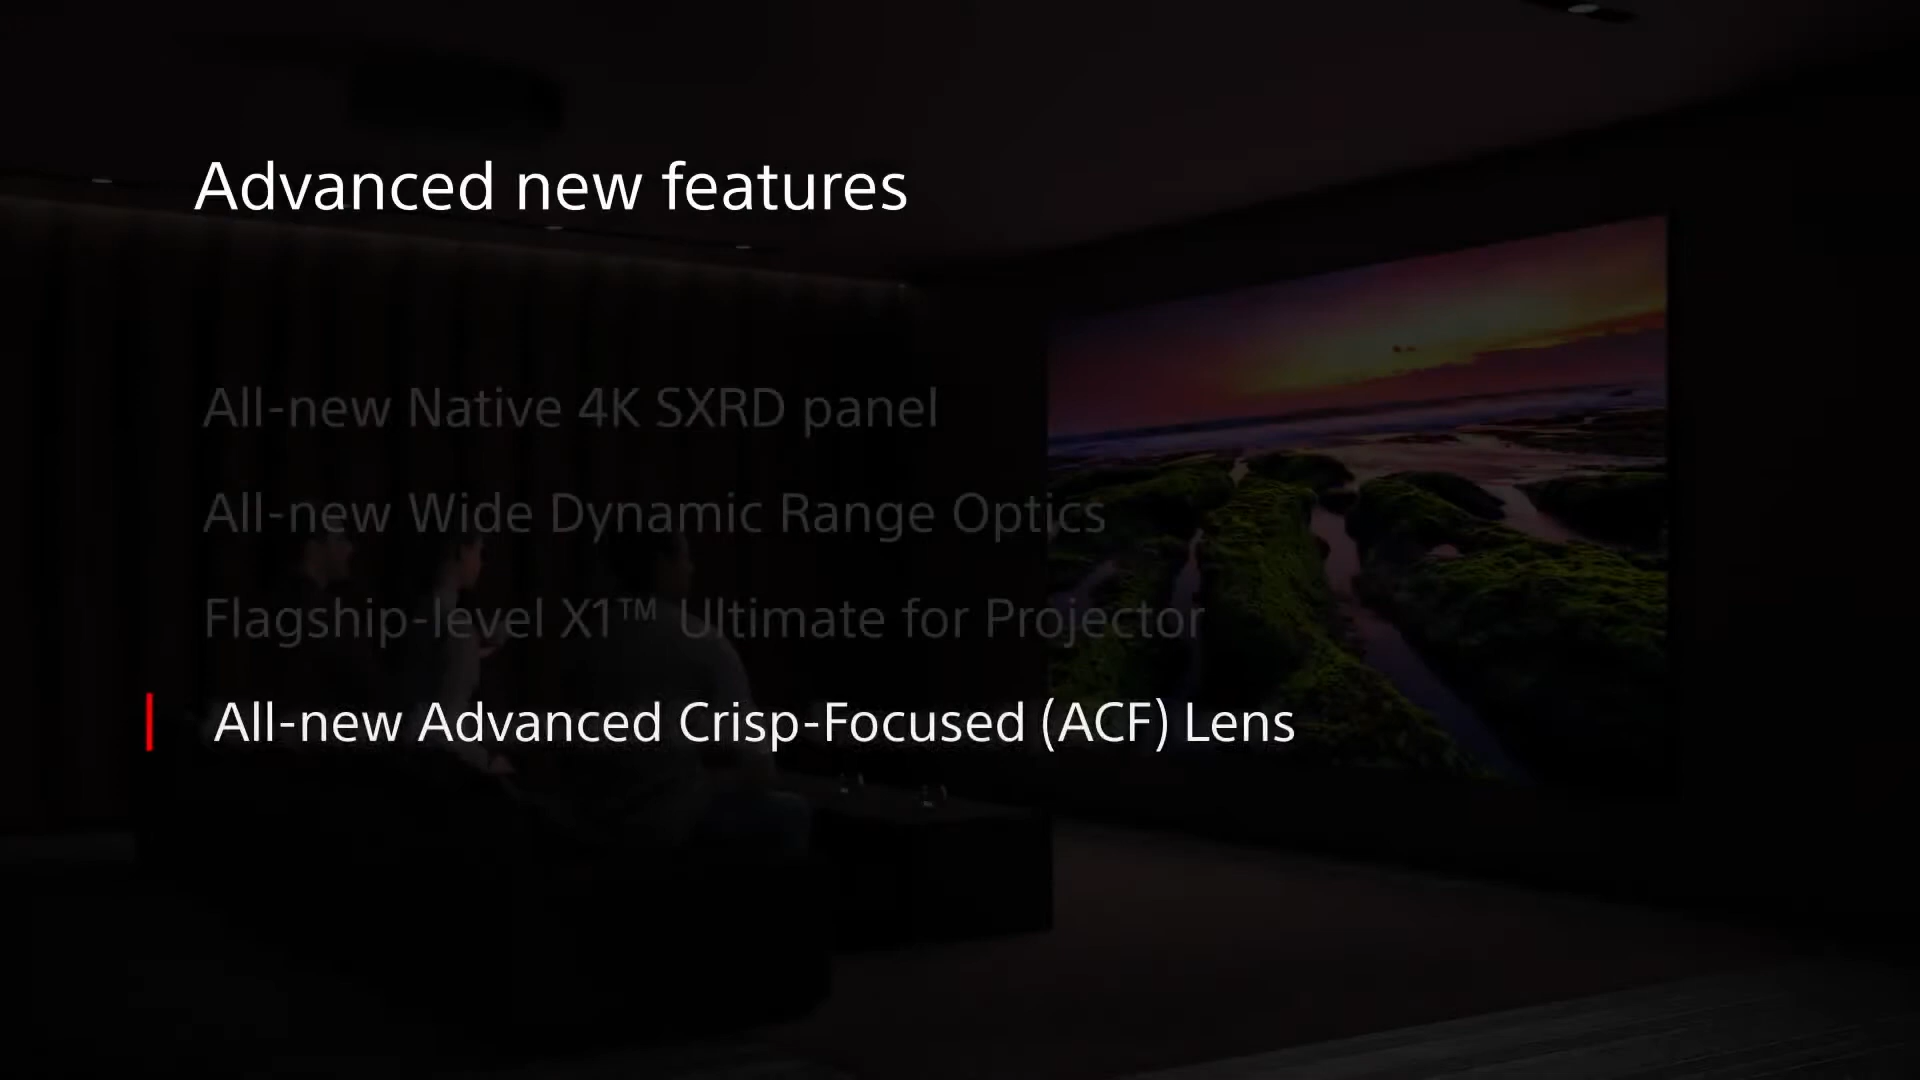 Advanced new features
All-new Native 4K SXRD panel
All-new Wide Dynamic Range Optics
Flagship-level X1™ Ultimate for Projector
All-new Advanced Crisp-Focused (ACF) Lens